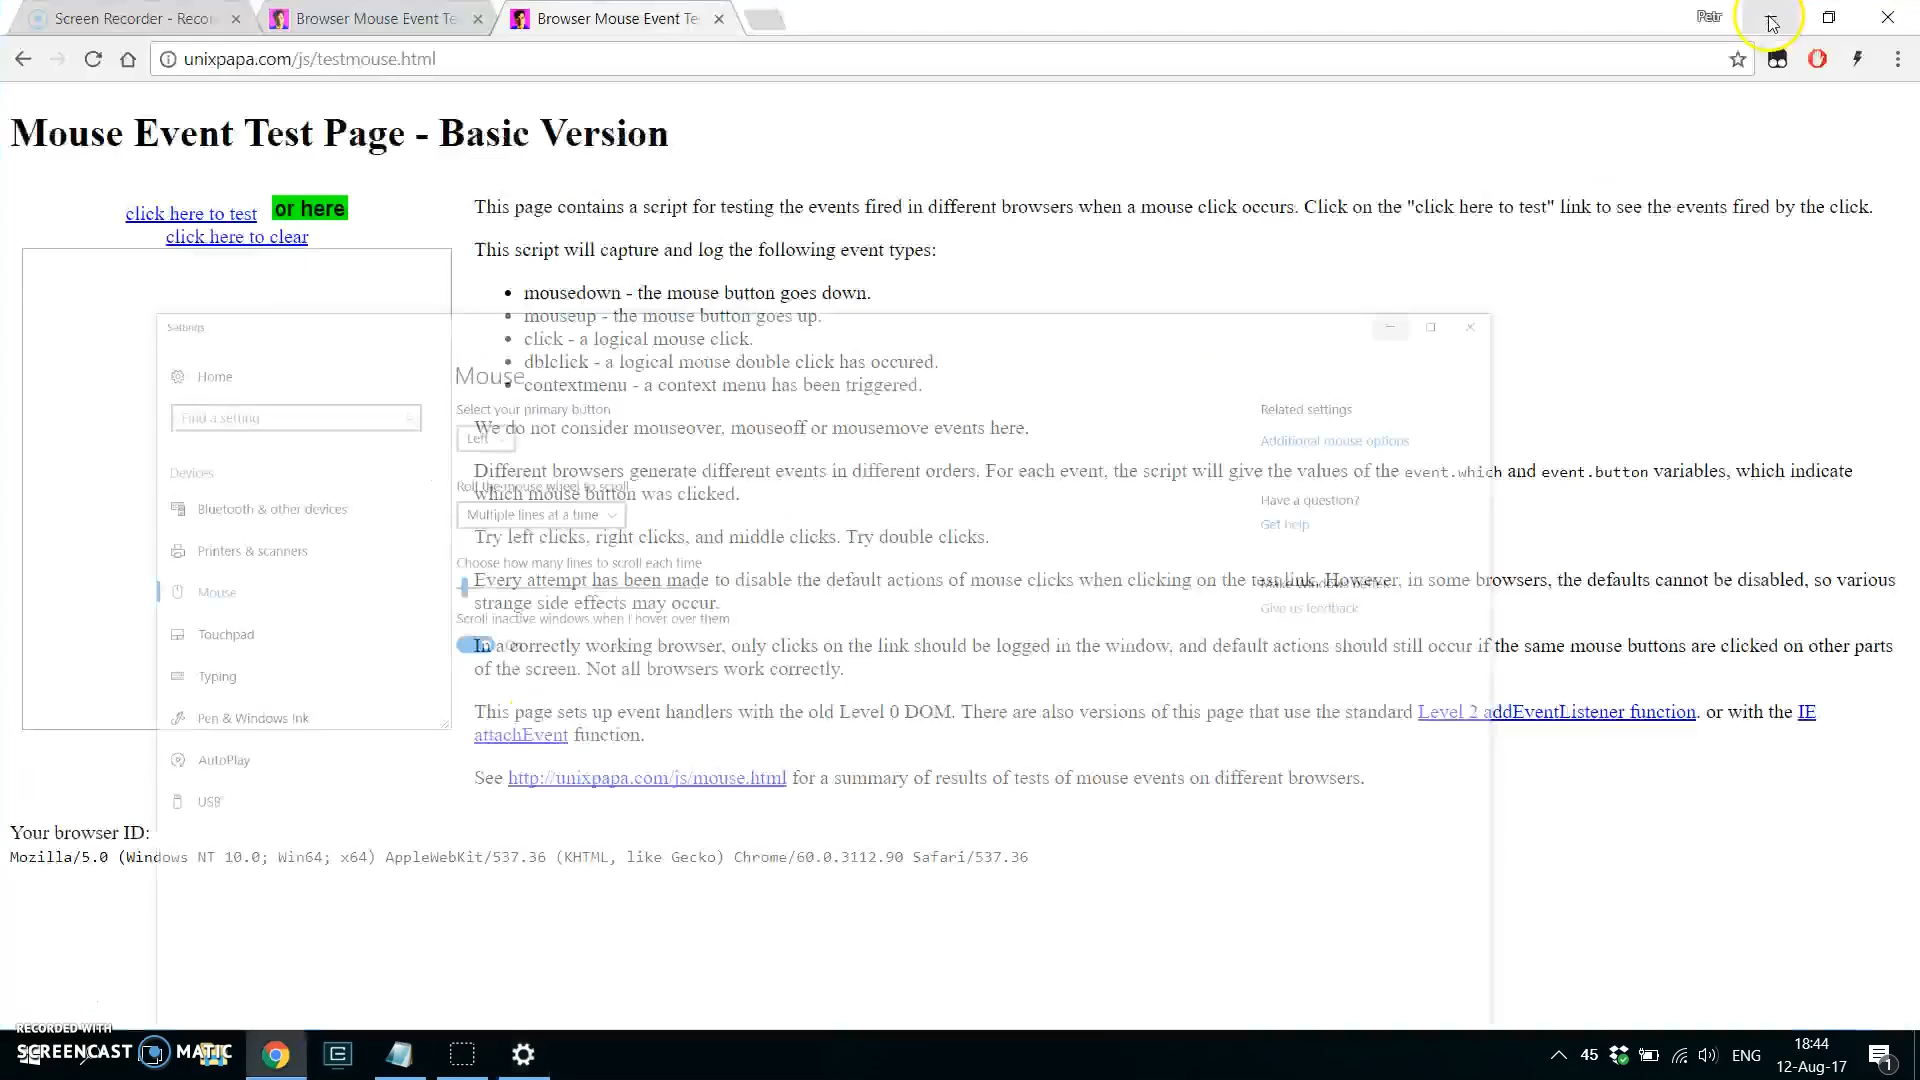 Screen Recorder - Recor
Browser Mouse Event Te
Browser Mouse Event Te
Petr
unixpapa.com/js/testmouse.html
Mouse Event Test Page - Basic Version
click here to test or here
click here to clear
This page contains a script for testing the events fired in different browsers when a mouse click occurs. Click on the "click here to test" link to see the events fired by the click.
This script will capture and log the following event types:
mousedown - the mouse button goes down.
mouseup - the mouse button goes up.
click - a logical mouse click.
dblclick - a logical mouse double click has occured.
contextmenu - a context menu has been triggered.
We do not consider mouseover, mouseoff or mousemove events here.
Different browsers generate different events in different orders. For each event, the script will give the values of the event.which and event.button variables, which indicate
which mouse button was clicked.
Try left clicks, right clicks, and middle clicks. Try double clicks.
Every attempt has been made to disable the default actions of mouse clicks when clicking on the test link. However, in some browsers, the defaults cannot be disabled, so various
strange side effects may occur.
In a correctly working browser, only clicks on the link should be logged in the window, and default actions should still occur if the same mouse buttons are clicked on other parts
of the screen. Not all browsers work correctly.
This page sets up event handlers with the old Level 0 DOM. There are also versions of this page that use the standard Level 2 addEventListener function. or with the IE
attachEvent function.
See http://unixpapa.com/js/mouse.html for a summary of results of tests of mouse events on different browsers.
Your browser ID:
Mozilla/5.0 (Windows NT 10.0; Win64; x64) AppleWebKit/537.36 (KHTML, like Gecko) Chrome/60.0.3112.90 Safari/537.36
Settings
Home
Find a setting
Devices
Bluetooth & other devices
Printers & scanners
Mouse
Touchpad
Typing
Pen & Windows Ink
AutoPlay
USB
Mouse
Select your primary button
Left
Roll the mouse wheel to scroll
Multiple lines at a time
Choose how many lines to scroll each time
Scroll inactive windows when I hover over them
On
Related settings
Additional mouse options
Have a question?
Get help
Make Windows better.
Give us feedback
RECORDED WITH
SCREENCAST MATIC
45
ENG
18:44
12-Aug-17
1